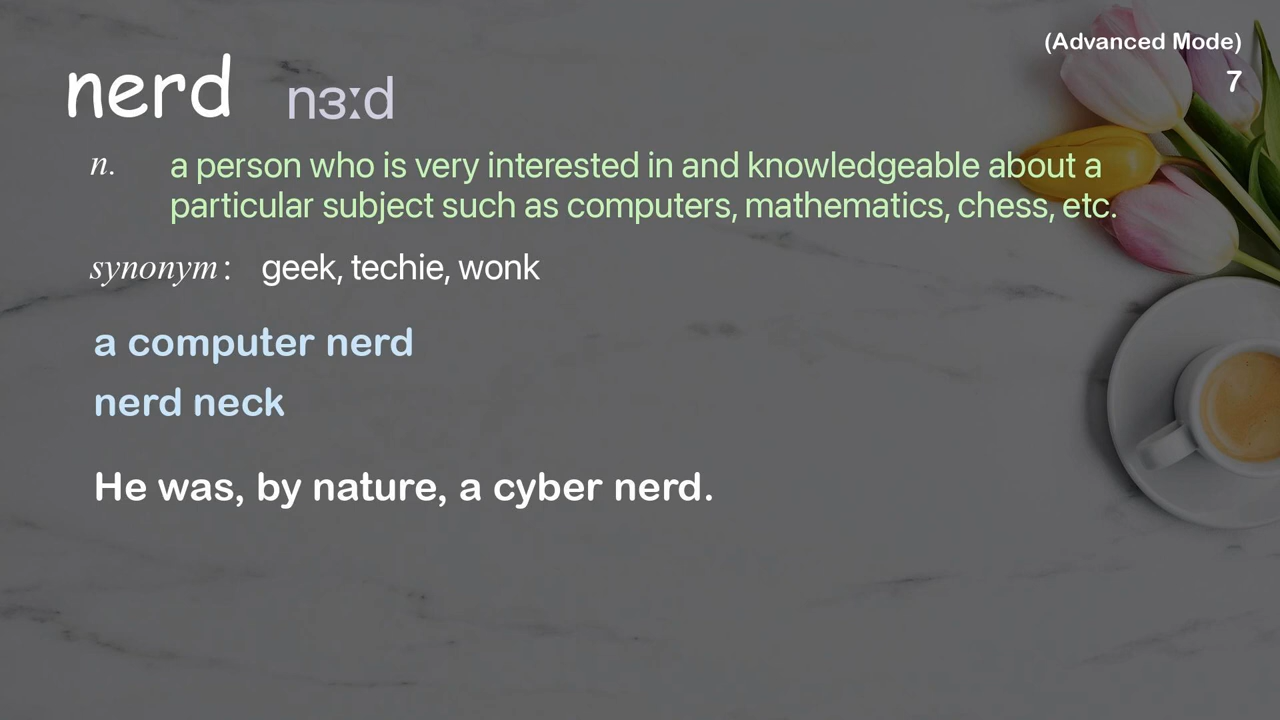 (Advanced Mode)
7
nerd nɜːd
n. a person who is very interested in and knowledgeable about a
particular subject such as computers, mathematics, chess, etc.
synonym: geek, techie, wonk
a computer nerd
nerd neck
He was, by nature, a cyber nerd.